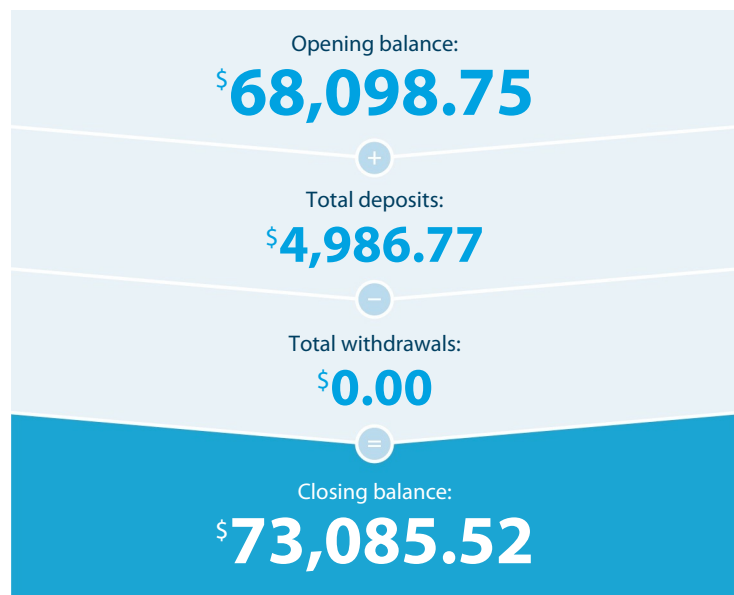 Opening balance:
$68,098.75
+
Total deposits:
$4,986.77
−
Total withdrawals:
$0.00
=
Closing balance:
$73,085.52